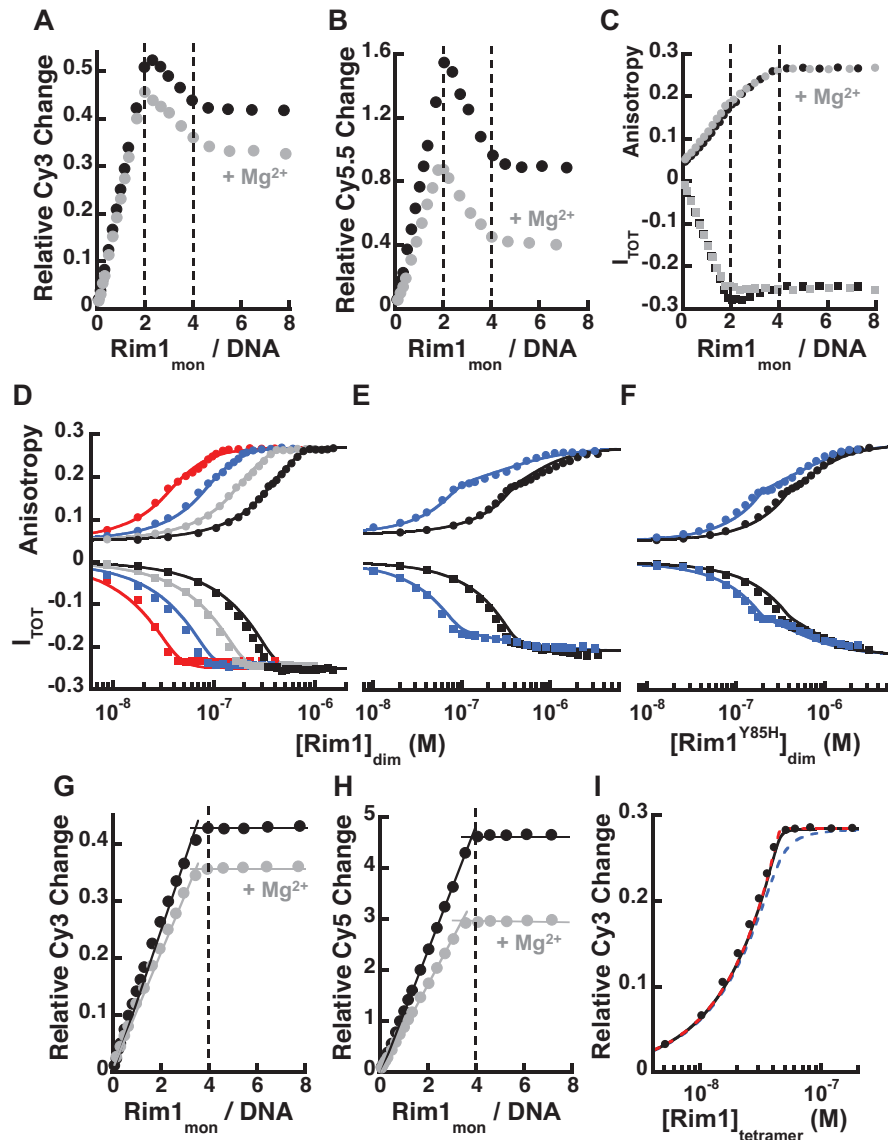 A
Relative Cy3 Change
0.5
0.4
0.3
0.2
0.1
0
0 2 4 6 8
+ Mg²⁺
Rim1mon / DNA
B
Relative Cy5.5 Change
1.6
1.2
0.8
0.4
0
0 2 4 6 8
+ Mg²⁺
Rim1mon / DNA
C
Anisotropy
ITOT
0.3
0.2
0.1
0
-0.1
-0.2
-0.3
0 2 4 6 8
+ Mg²⁺
Rim1mon / DNA
D
Anisotropy
ITOT
0.3
0.2
0.1
0
-0.1
-0.2
-0.3
10⁻⁸ 10⁻⁷ 10⁻⁶
E
10⁻⁸ 10⁻⁷ 10⁻⁶
[Rim1]dim (M)
F
10⁻⁸ 10⁻⁷ 10⁻⁶
[Rim1Y85H]dim (M)
G
Relative Cy3 Change
0.4
0.3
0.2
0.1
0
0 2 4 6 8
+ Mg²⁺
Rim1mon / DNA
H
Relative Cy5 Change
5
4
3
2
1
0
0 2 4 6 8
+ Mg²⁺
Rim1mon / DNA
I
Relative Cy3 Change
0.3
0.2
0.1
0
10⁻⁸ 10⁻⁷
[Rim1]tetramer (M)